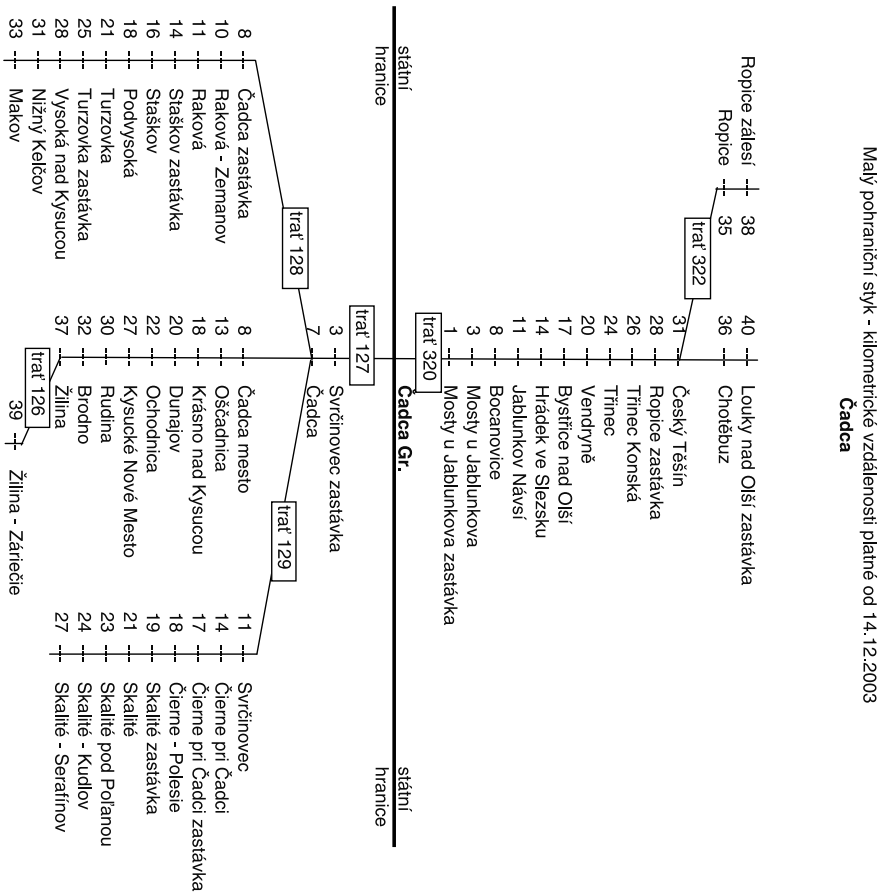 Malý pohraniční styk - kilometrické vzdálenosti platné od 14.12.2003
Čadca
40 Louky nad Olší zastávka
36 Chotěbuz
Ropice zálesí 38
Ropice 35
trať 322
31 Český Těšín
28 Ropice zastávka
26 Třinec Konská
24 Třinec
20 Vendryně
17 Bystřice nad Olší
14 Hrádek ve Slezsku
11 Jablunkov Návsí
8 Bocanovice
3 Mosty u Jablunkova
1 Mosty u Jablunkova zastávka
trať 320
státní
hranice
Čadca Gr.
státní
hranice
trať 127
3 Svrčinovec zastávka
7 Čadca
trať 128
8 Čadca zastávka
10 Raková - Zemanov
11 Raková
14 Staškov zastávka
16 Staškov
18 Podvysoká
21 Turzovka
25 Turzovka zastávka
28 Vysoká nad Kysucou
31 Nižný Kelčov
33 Makov
8 Čadca mesto
13 Oščadnica
18 Krásno nad Kysucou
20 Dunajov
22 Ochodnica
27 Kysucké Nové Mesto
30 Rudina
32 Brodno
37 Žilina
trať 126
39 Žilina - Záriečie
trať 129
11 Svrčinovec
14 Čierne pri Čadci
17 Čierne pri Čadci zastávka
18 Čierne - Polesie
19 Skalité zastávka
21 Skalité
23 Skalité pod Poľanou
24 Skalité - Kudlov
27 Skalité - Serafínov